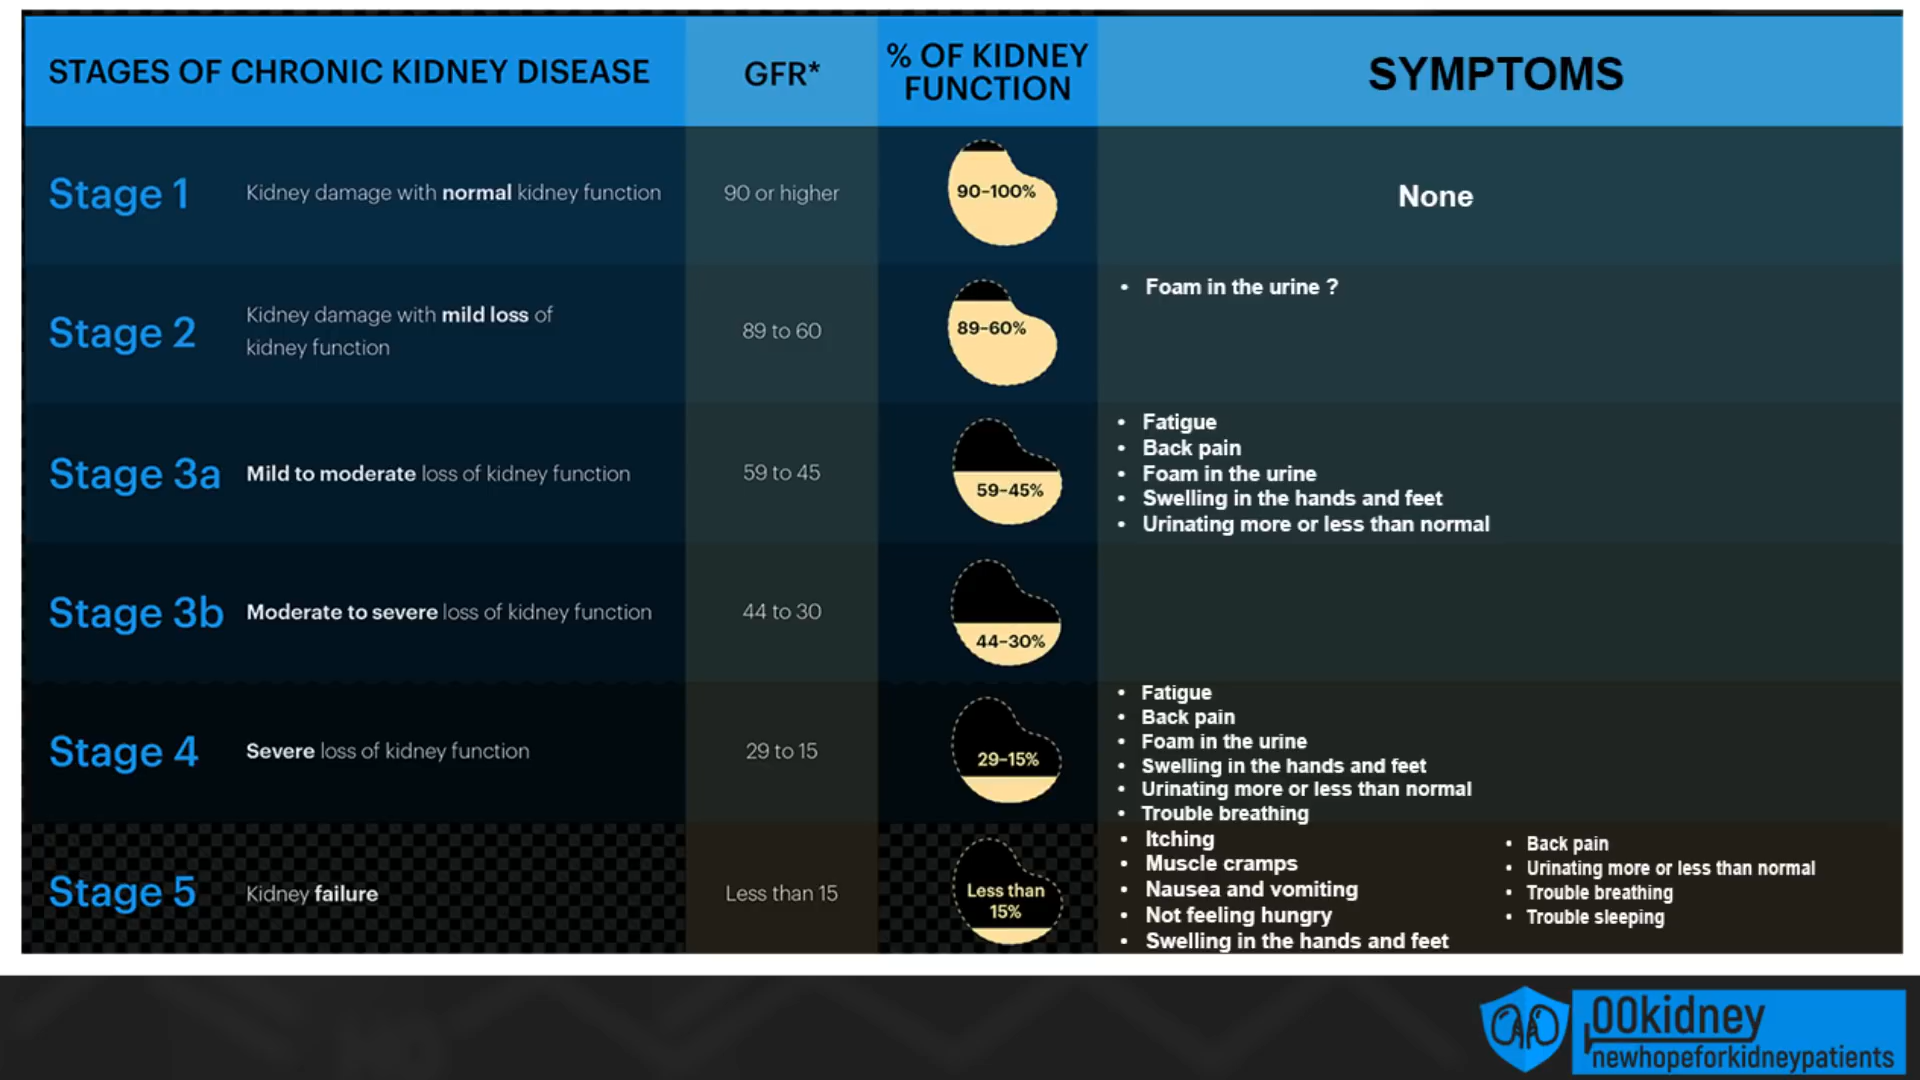 STAGES OF CHRONIC KIDNEY DISEASE
GFR*
% OF KIDNEY
FUNCTION
SYMPTOMS
Stage 1
Kidney damage with normal kidney function
90 or higher
90–100%
None
Stage 2
Kidney damage with mild loss of
kidney function
89 to 60
89–60%
• Foam in the urine ?
Stage 3a
Mild to moderate loss of kidney function
59 to 45
59–45%
• Fatigue
• Back pain
• Foam in the urine
• Swelling in the hands and feet
• Urinating more or less than normal
Stage 3b
Moderate to severe loss of kidney function
44 to 30
44–30%
Stage 4
Severe loss of kidney function
29 to 15
29–15%
• Fatigue
• Back pain
• Foam in the urine
• Swelling in the hands and feet
• Urinating more or less than normal
• Trouble breathing
Stage 5
Kidney failure
Less than 15
Less than
15%
• Itching
• Muscle cramps
• Nausea and vomiting
• Not feeling hungry
• Swelling in the hands and feet
• Back pain
• Urinating more or less than normal
• Trouble breathing
• Trouble sleeping
00kidney
newhopeforkidneypatients